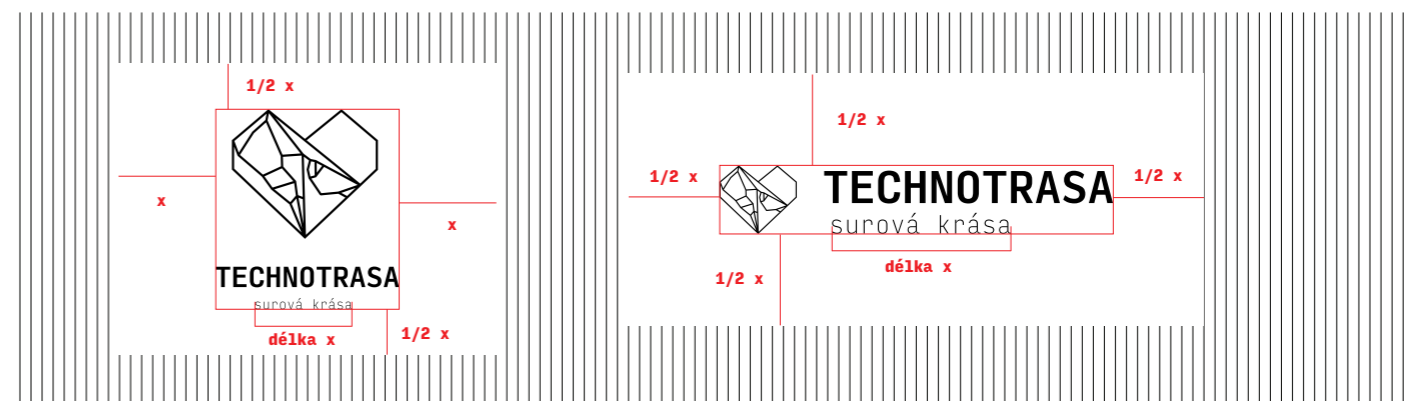 1/2 x
x
x
TECHNOTRASA
surová krása
délka x
1/2 x
1/2 x
1/2 x
TECHNOTRASA
1/2 x
surová krása
délka x
1/2 x